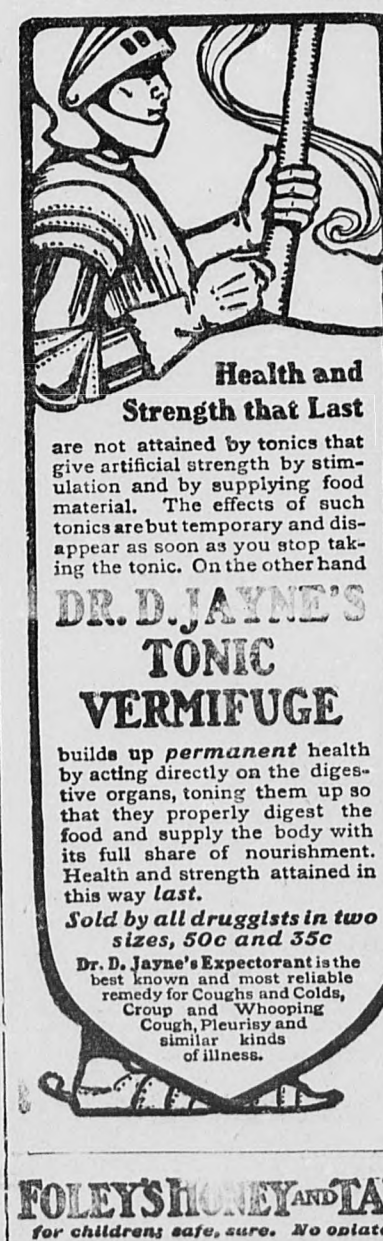 Health and
Strength that Last
are not attained by tonics that
give artificial strength by stim-
ulation and by supplying food
material. The effects of such
tonics are but temporary and dis-
appear as soon as you stop tak-
ing the tonic. On the other hand
DR. D. JAYNE'S
TONIC
VERMIFUGE
builds up permanent health
by acting directly on the diges-
tive organs, toning them up so
that they properly digest the
food and supply the body with
its full share of nourishment.
Health and strength attained in
this way last.
Sold by all druggists in two
sizes, 50c and 35c
Dr. D. Jayne's Expectorant is the
best known and most reliable
remedy for Coughs and Colds,
Croup and Whooping
Cough, Pleurisy and
similar kinds
of illness.
FOLEY'S HONEY AND TA
for children; safe, sure. No opiat